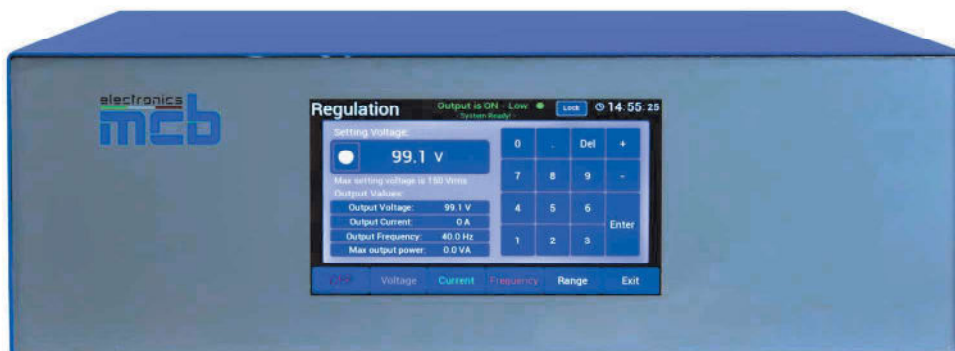 electronics
mcb
Regulation
Output is ON - Low
System Ready!
Lock
14:55:25
Setting Voltage:
99.1 V
Max setting voltage is 150 Vrms
Output Values:
Output Voltage: 99.1 V
Output Current: 0 A
Output Frequency: 40.0 Hz
Max output power: 0.0 VA
0 . Del +
7 8 9 -
4 5 6
Enter
1 2 3
OFF Voltage Current Frequency Range Exit